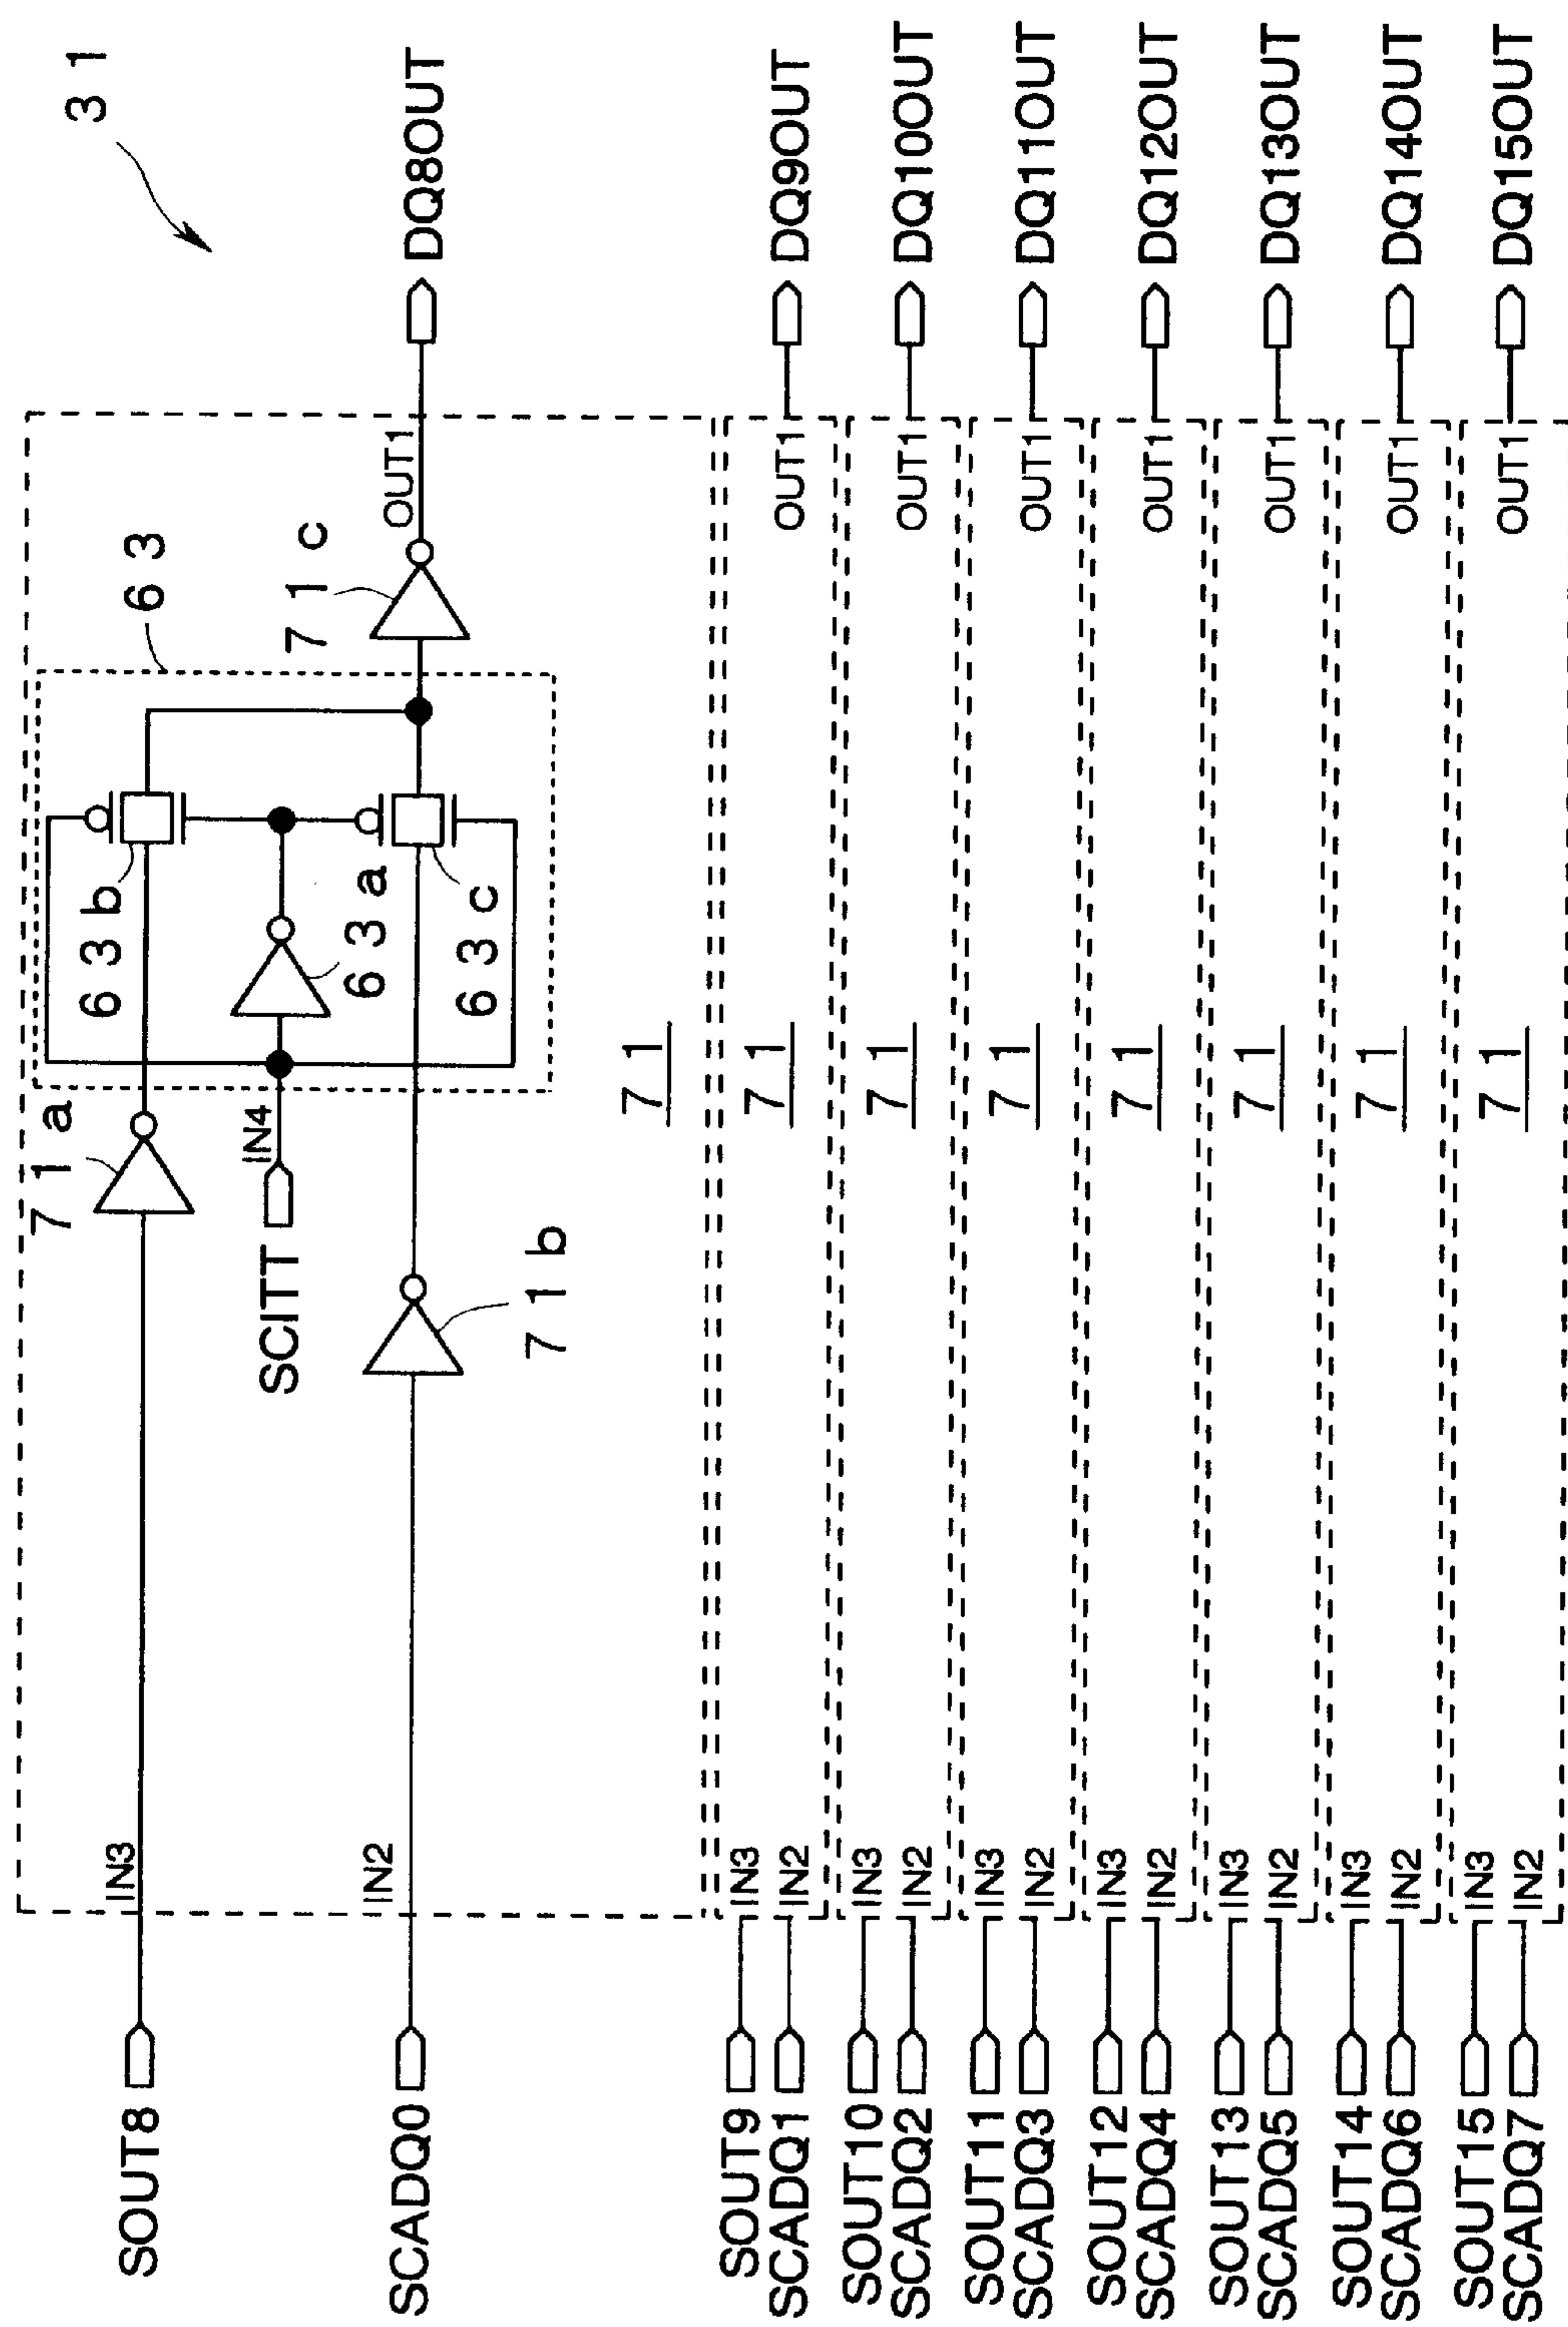 3 1
SOUT8
IN3
7 1 a
6 3
6 3 b
SCITT
IN4
6 3 a
7 1 c
OUT1
DQ8OUT
SCADQ0
IN2
7 1 b
6 3 c
7 1
SOUT9
SCADQ1
IN3
IN2
7 1
OUT1
DQ9OUT
SOUT10
SCADQ2
IN3
IN2
7 1
OUT1
DQ10OUT
SOUT11
SCADQ3
IN3
IN2
7 1
OUT1
DQ11OUT
SOUT12
SCADQ4
IN3
IN2
7 1
OUT1
DQ12OUT
SOUT13
SCADQ5
IN3
IN2
7 1
OUT1
DQ13OUT
SOUT14
SCADQ6
IN3
IN2
7 1
OUT1
DQ14OUT
SOUT15
SCADQ7
IN3
IN2
7 1
OUT1
DQ15OUT